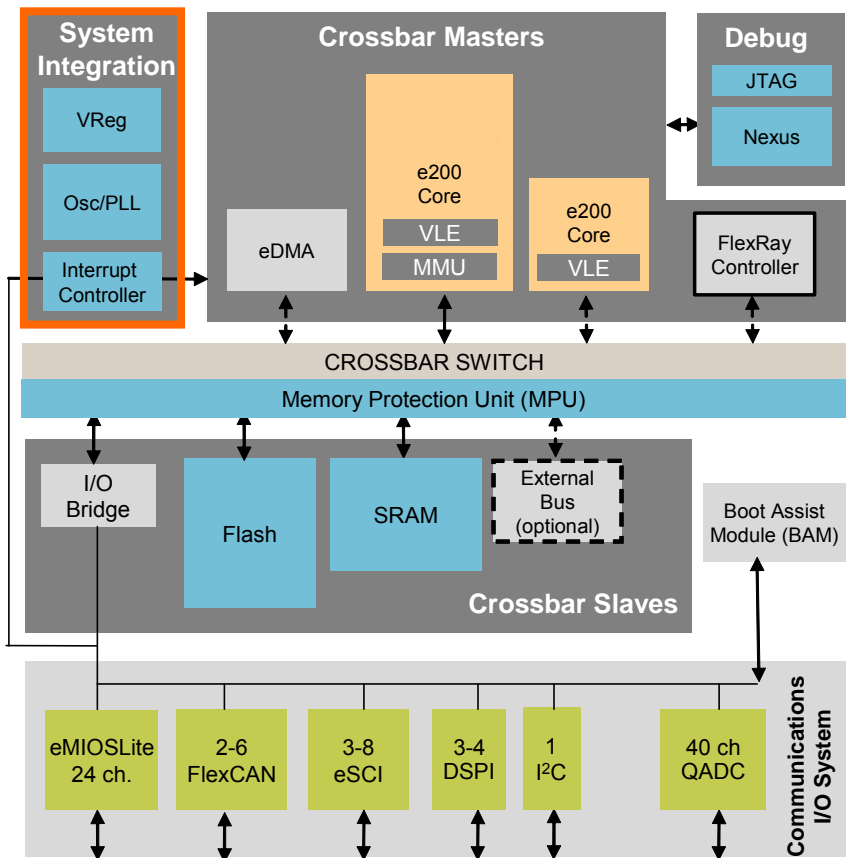 System
Integration
VReg
Osc/PLL
Interrupt
Controller
Crossbar Masters
eDMA
e200
Core
VLE
MMU
e200
Core
VLE
FlexRay
Controller
Debug
JTAG
Nexus
CROSSBAR SWITCH
Memory Protection Unit (MPU)
I/O
Bridge
Flash
SRAM
External
Bus
(optional)
Crossbar Slaves
Boot Assist
Module (BAM)
eMIOSLite
24 ch.
2-6
FlexCAN
3-8
eSCI
3-4
DSPI
1
I²C
40 ch
QADC
Communications
I/O System